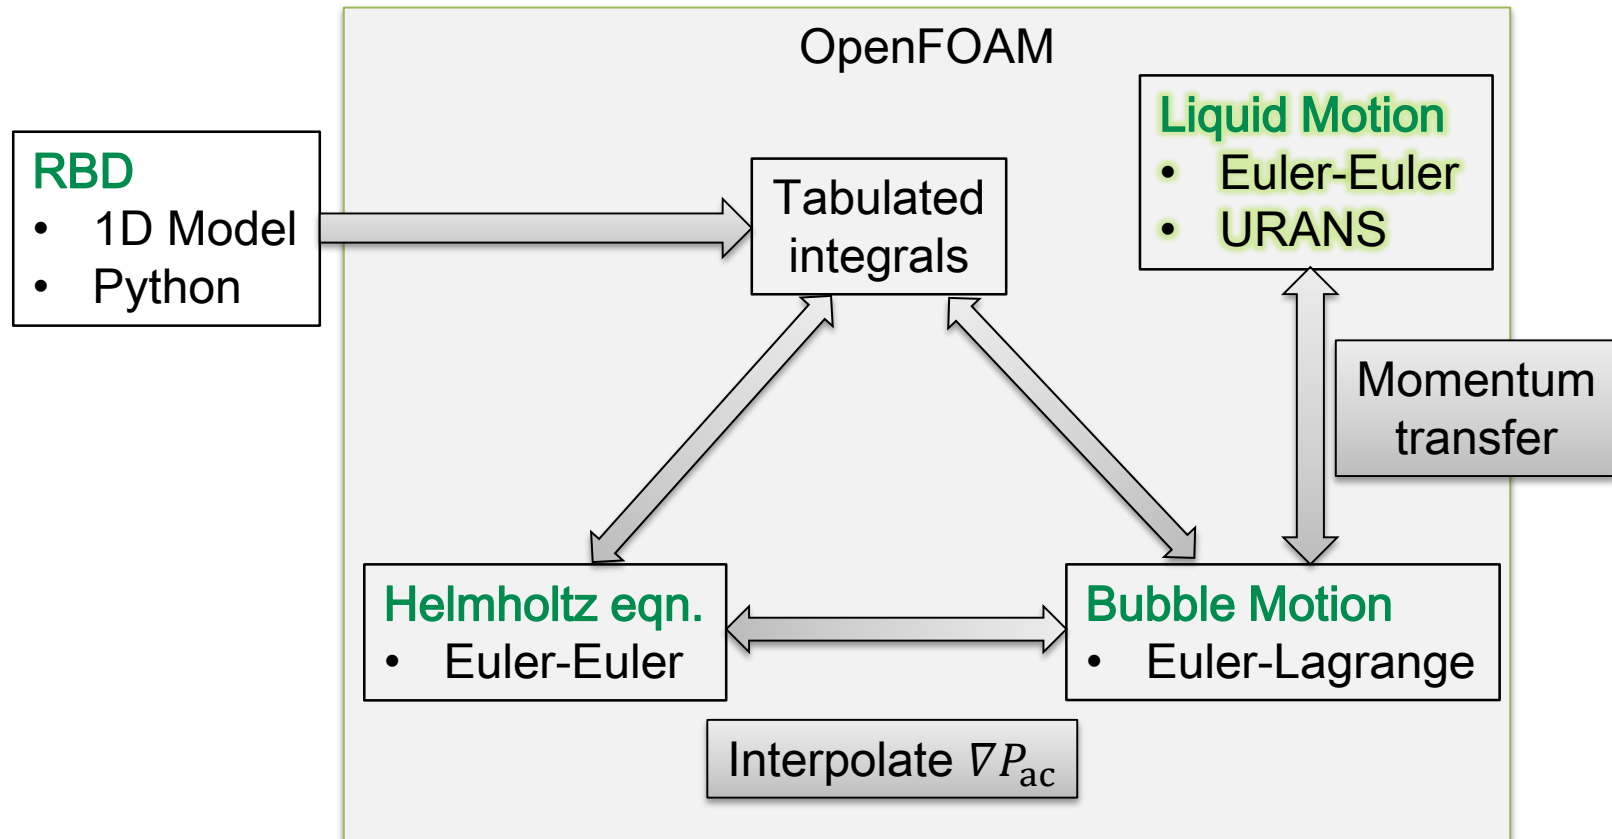 OpenFOAM
RBD
• 1D Model
• Python
Tabulated
integrals
Liquid Motion
• Euler-Euler
• URANS
Momentum
transfer
Helmholtz eqn.
• Euler-Euler
Bubble Motion
• Euler-Lagrange
Interpolate ∇P_ac